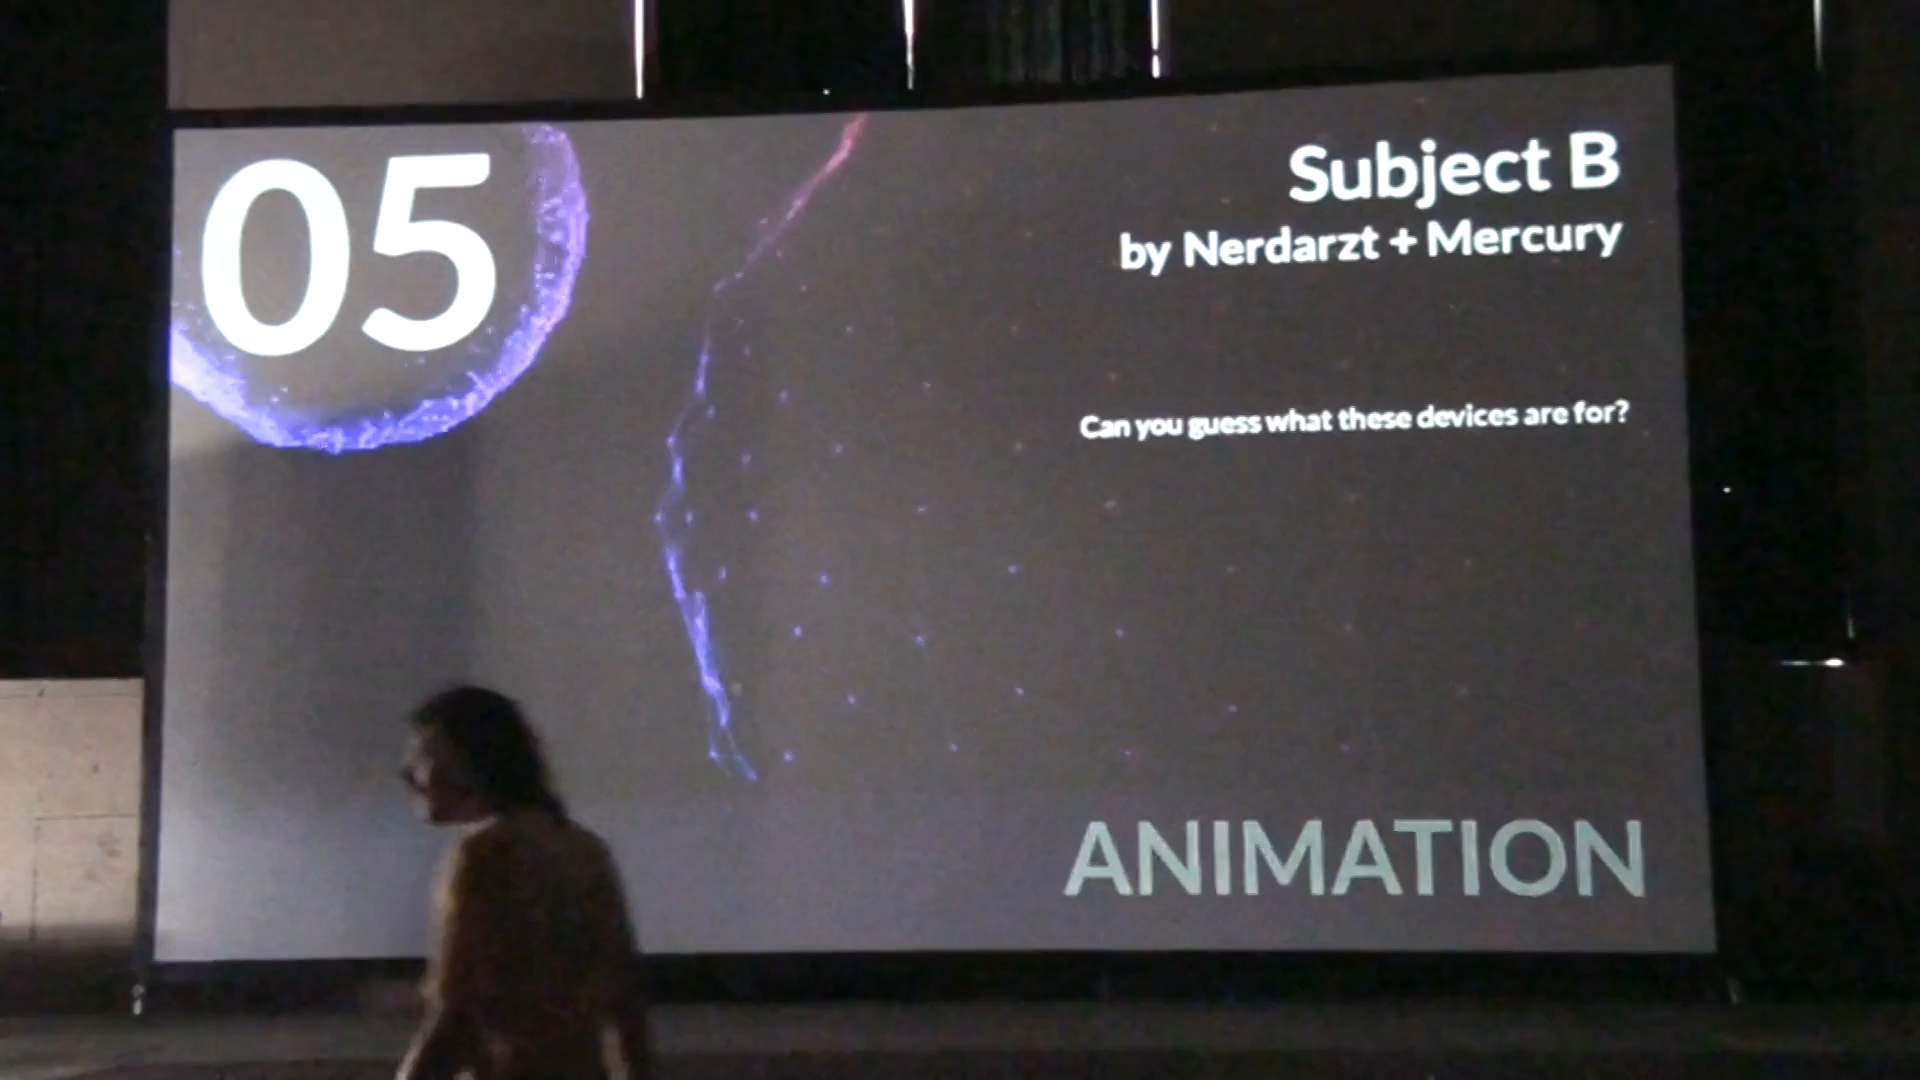 05
Subject B
by Nerdarzt + Mercury
Can you guess what these devices are for?
ANIMATION